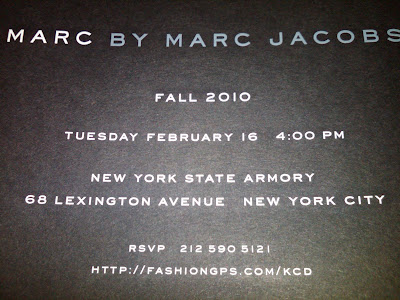 MARC BY MARC JACOBS
FALL 2010
TUESDAY FEBRUARY 16 4:00 PM
NEW YORK STATE ARMORY
68 LEXINGTON AVENUE NEW YORK CITY
RSVP 212 590 5121
HTTP://FASHIONGPS.COM/KCD